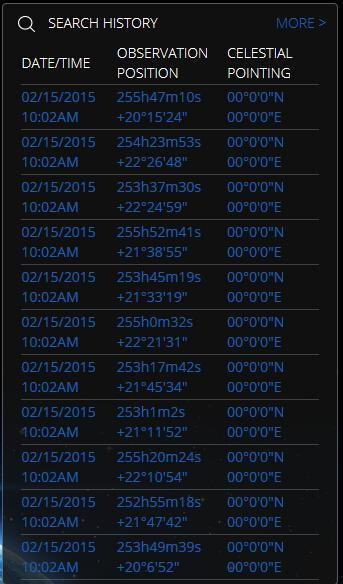 SEARCH HISTORY MORE >
DATE/TIME OBSERVATION POSITION CELESTIAL POINTING
02/15/2015 255h47m10s 00°0'0"N
10:02AM +20°15'24" 00°0'0"E
02/15/2015 254h23m53s 00°0'0"N
10:02AM +22°26'48" 00°0'0"E
02/15/2015 253h37m30s 00°0'0"N
10:02AM +22°24'59" 00°0'0"E
02/15/2015 255h52m41s 00°0'0"N
10:02AM +21°38'55" 00°0'0"E
02/15/2015 253h45m19s 00°0'0"N
10:02AM +21°33'19" 00°0'0"E
02/15/2015 255h0m32s 00°0'0"N
10:02AM +22°21'31" 00°0'0"E
02/15/2015 253h17m42s 00°0'0"N
10:02AM +21°45'34" 00°0'0"E
02/15/2015 253h1m2s 00°0'0"N
10:02AM +21°11'52" 00°0'0"E
02/15/2015 255h20m24s 00°0'0"N
10:02AM +22°10'54" 00°0'0"E
02/15/2015 252h55m18s 00°0'0"N
10:02AM +21°47'42" 00°0'0"E
02/15/2015 253h49m39s 00°0'0"N
10:02AM +20°6'52" 00°0'0"E